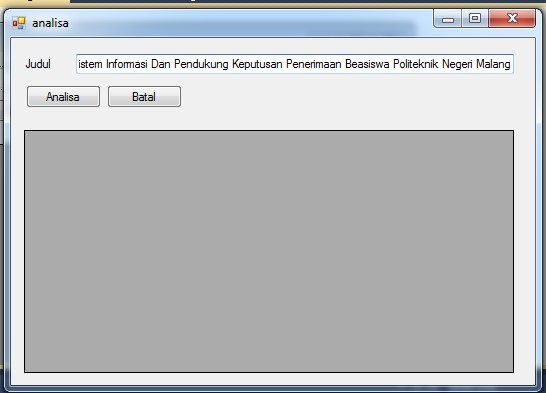 analisa
Judul istem Informasi Dan Pendukung Keputusan Penerimaan Beasiswa Politeknik Negeri Malang
Analisa Batal